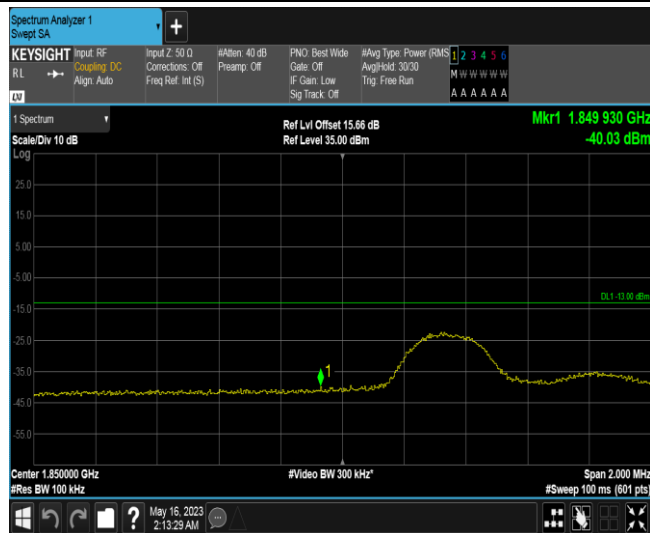 Spectrum Analyzer 1
Swept SA
+
KEYSIGHT
RL
Input: RF
Coupling: DC
Align: Auto
Input Z: 50 Ω
Corrections: Off
Freq Ref: Int (S)
#Atten: 40 dB
Preamp: Off
PNO: Best Wide
Gate: Off
IF Gain: Low
Sig Track: Off
#Avg Type: Power (RMS
Avg|Hold: 30/30
Trig: Free Run
1 2 3 4 5 6
M W W W W W
A A A A A A
1 Spectrum
Scale/Div 10 dB
Log
Ref Lvl Offset 15.66 dB
Ref Level 35.00 dBm
Mkr1 1.849 930 GHz
-40.03 dBm
25.0
15.0
5.00
-5.00
-15.0
-25.0
-35.0
-45.0
-55.0
DL1 -13.00 dBm
1
Center 1.850000 GHz
#Res BW 100 kHz
#Video BW 300 kHz*
Span 2.000 MHz
#Sweep 100 ms (601 pts)
?
May 16, 2023
2:13:29 AM